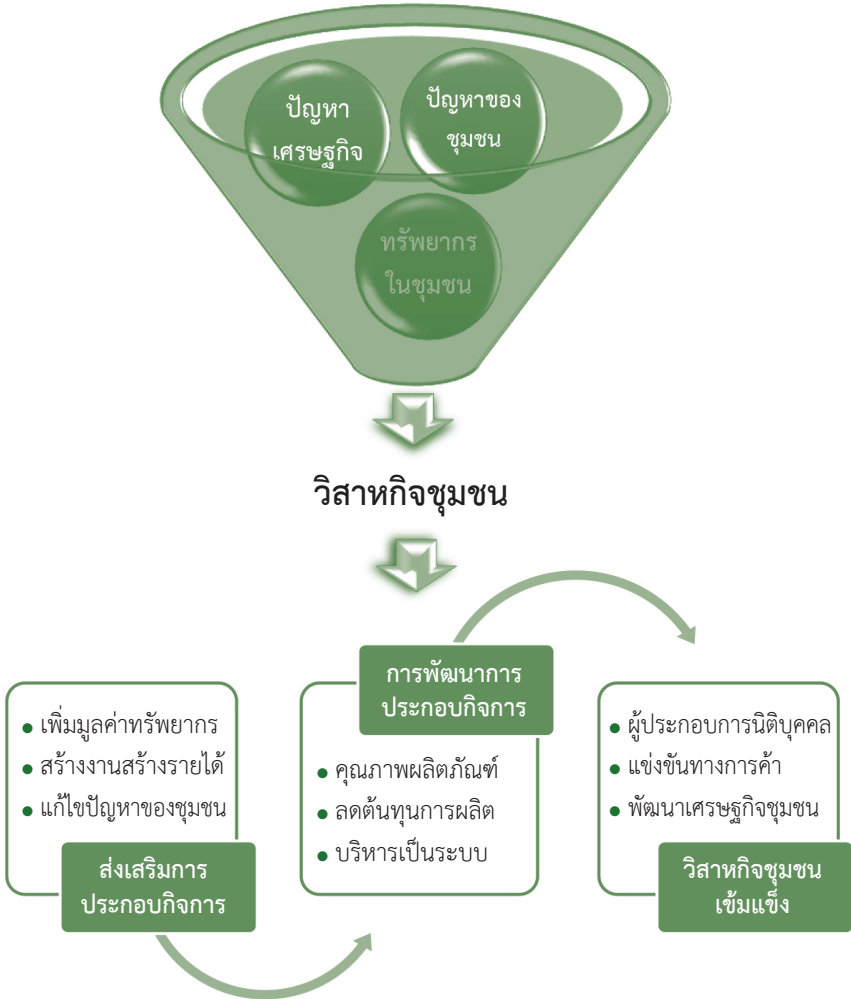 ปัญหา
เศรษฐกิจ
ปัญหาของ
ชุมชน
ทรัพยากร
ในชุมชน
วิสาหกิจชุมชน
• เพิ่มมูลค่าทรัพยากร
• สร้างงานสร้างรายได้
• แก้ไขปัญหาของชุมชน
ส่งเสริมการ
ประกอบกิจการ
การพัฒนาการ
ประกอบกิจการ
• คุณภาพผลิตภัณฑ์
• ลดต้นทุนการผลิต
• บริหารเป็นระบบ
• ผู้ประกอบการนิติบุคคล
• แข่งขันทางการค้า
• พัฒนาเศรษฐกิจชุมชน
วิสาหกิจชุมชน
เข้มแข็ง